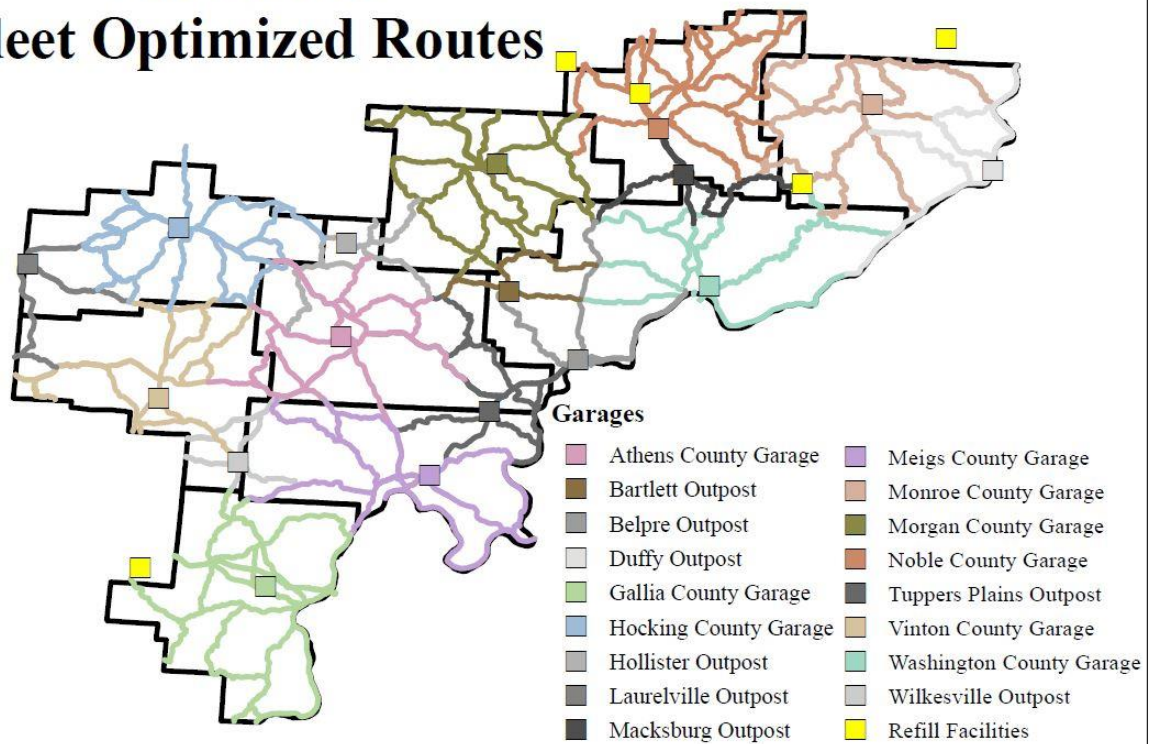 leet Optimized Routes
Garages
Athens County Garage
Bartlett Outpost
Belpre Outpost
Duffy Outpost
Gallia County Garage
Hocking County Garage
Hollister Outpost
Laurelville Outpost
Macksburg Outpost
Meigs County Garage
Monroe County Garage
Morgan County Garage
Noble County Garage
Tuppers Plains Outpost
Vinton County Garage
Washington County Garage
Wilkesville Outpost
Refill Facilities